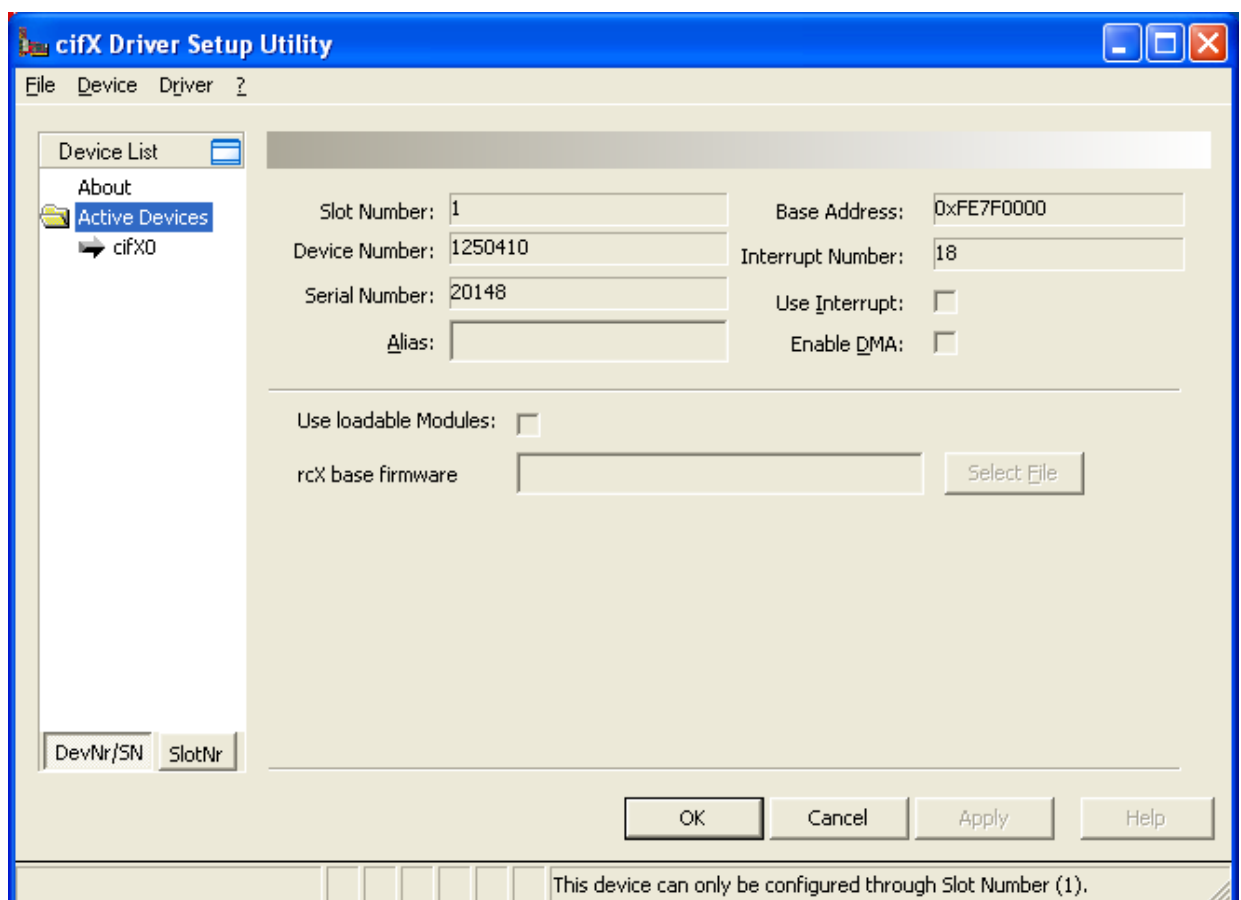 cifX Driver Setup Utility
File Device Driver ?
Device List
About
Active Devices
cifX0
DevNr/SN SlotNr
Slot Number: 1
Device Number: 1250410
Serial Number: 20148
Alias:
Base Address: 0xFE7F0000
Interrupt Number: 18
Use Interrupt:
Enable DMA:
Use loadable Modules:
rcX base firmware
Select File
OK Cancel Apply Help
This device can only be configured through Slot Number (1).